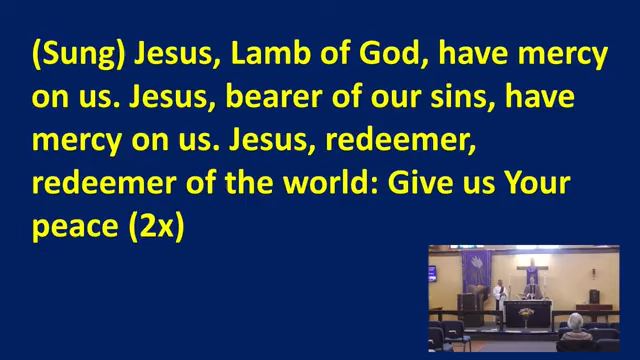 (Sung) Jesus, Lamb of God, have mercy
on us. Jesus, bearer of our sins, have
mercy on us. Jesus, redeemer,
redeemer of the world: Give us Your
peace (2x)